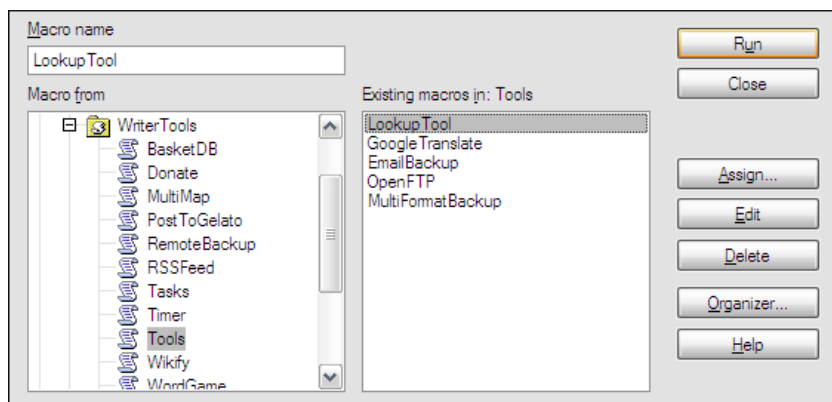 Macro name
LookupTool
Macro from
WriterTools
BasketDB
Donate
MultiMap
PostToGelato
RemoteBackup
RSSFeed
Tasks
Timer
Tools
Wikify
WordGame
Existing macros in: Tools
LookupTool
GoogleTranslate
EmailBackup
OpenFTP
MultiFormatBackup
Run
Close
Assign...
Edit
Delete
Organizer...
Help